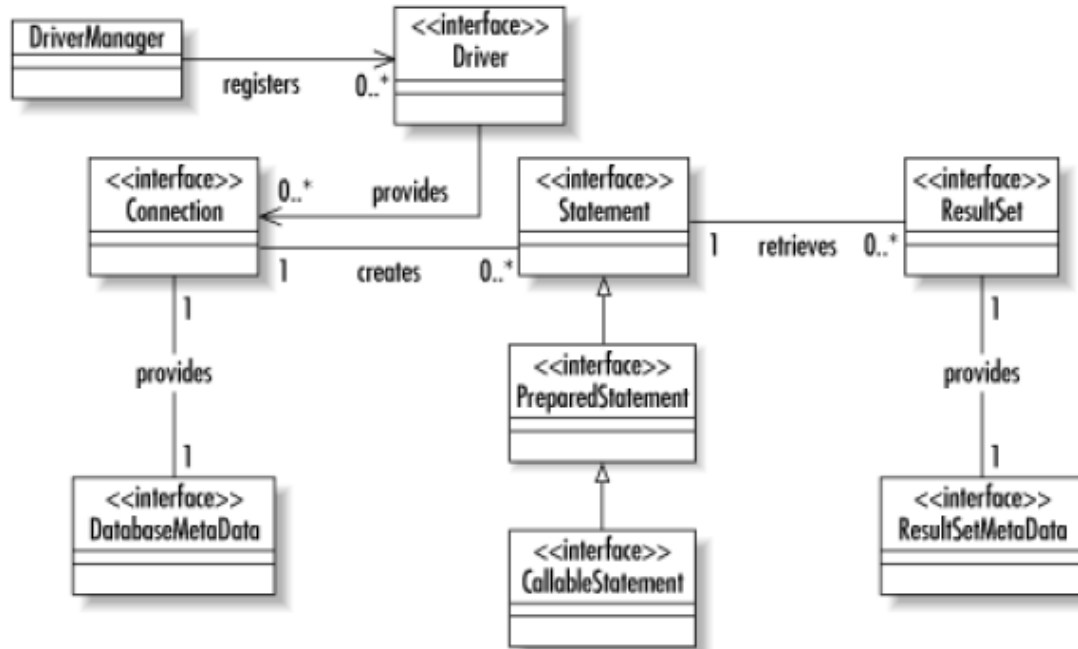 DriverManager
<<interface>>
Driver
registers
0..*
<<interface>>
Connection
0..*
provides
<<interface>>
Statement
<<interface>>
ResultSet
1
creates
0..*
1
retrieves
0..*
1
provides
1
<<interface>>
DatabaseMetaData
<<interface>>
PreparedStatement
<<interface>>
CallableStatement
1
provides
1
<<interface>>
ResultSetMetaData